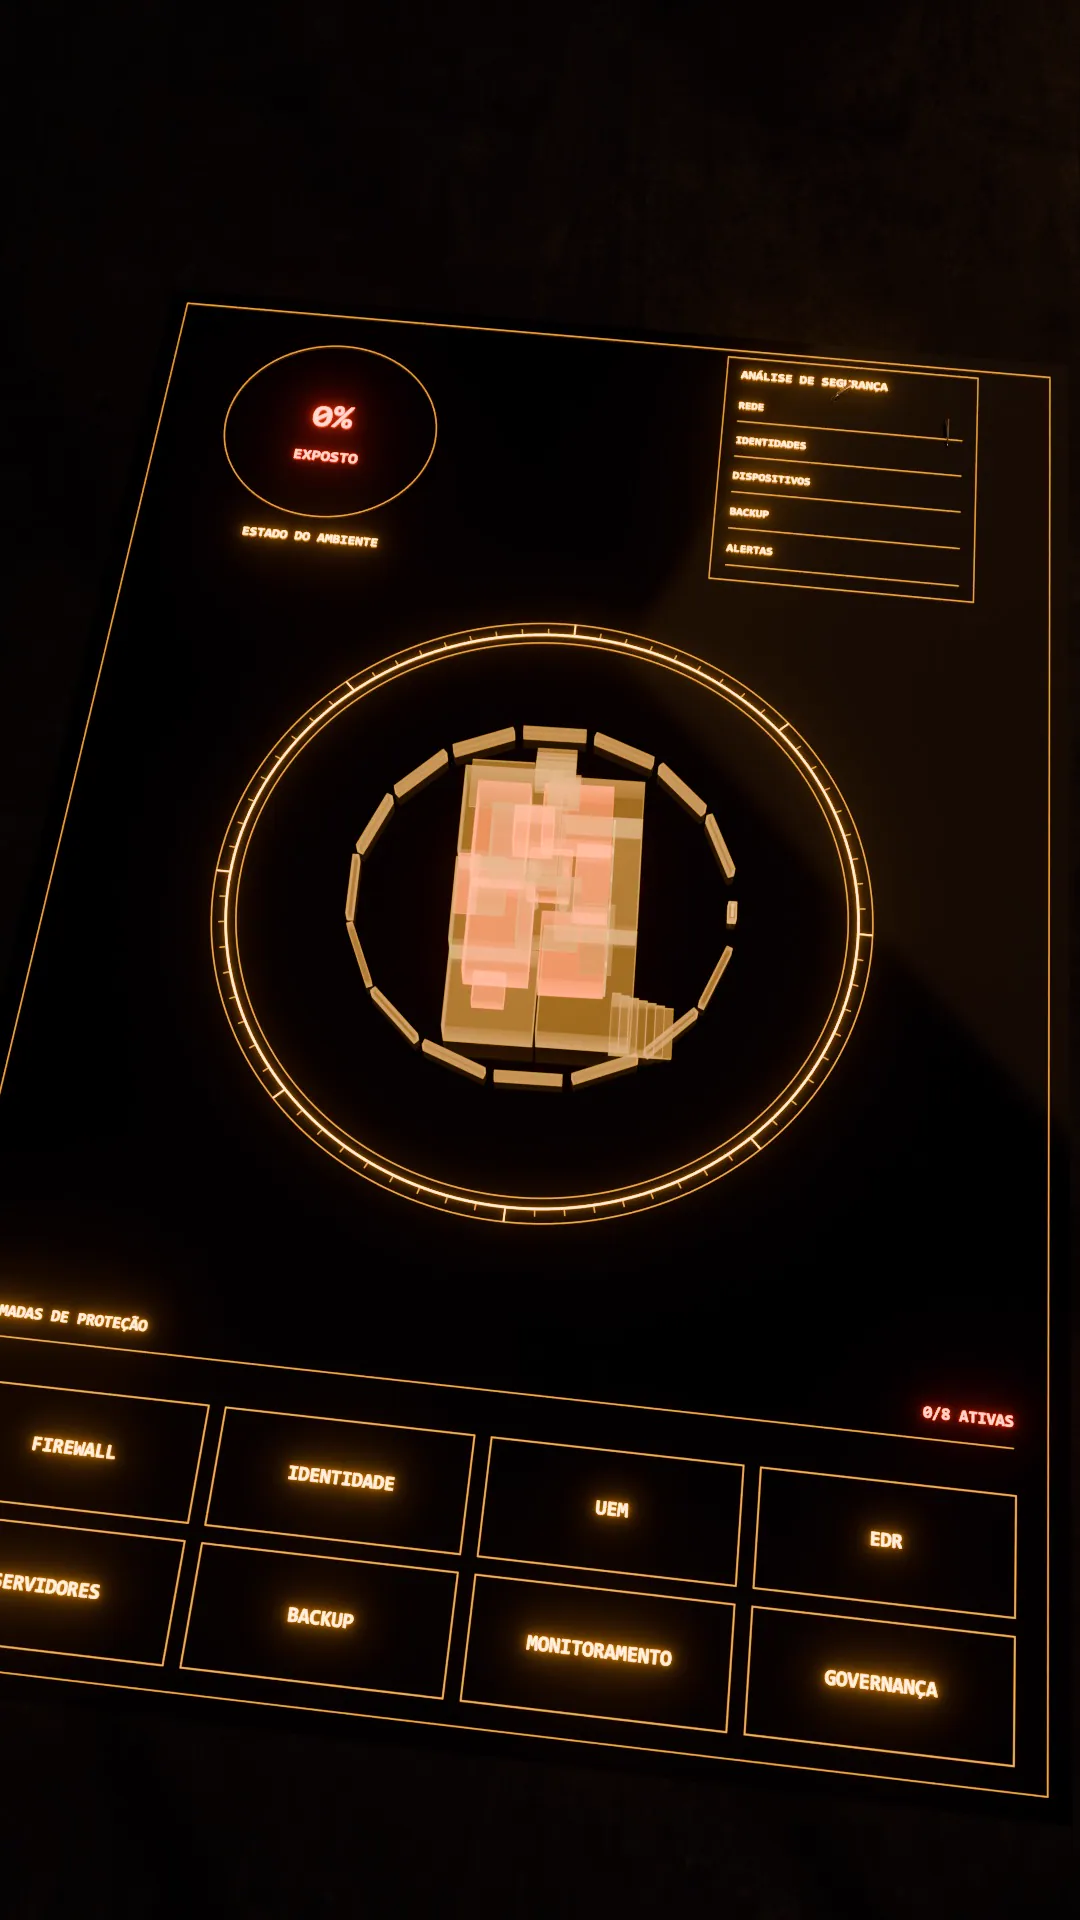 0%
EXPOSTO
ESTADO DO AMBIENTE
ANÁLISE DE SEGURANÇA
REDE
IDENTIDADES
DISPOSITIVOS
BACKUP
ALERTAS
MADAS DE PROTEÇÃO
0/8 ATIVAS
FIREWALL
IDENTIDADE
UEM
EDR
SERVIDORES
BACKUP
MONITORAMENTO
GOVERNANÇA